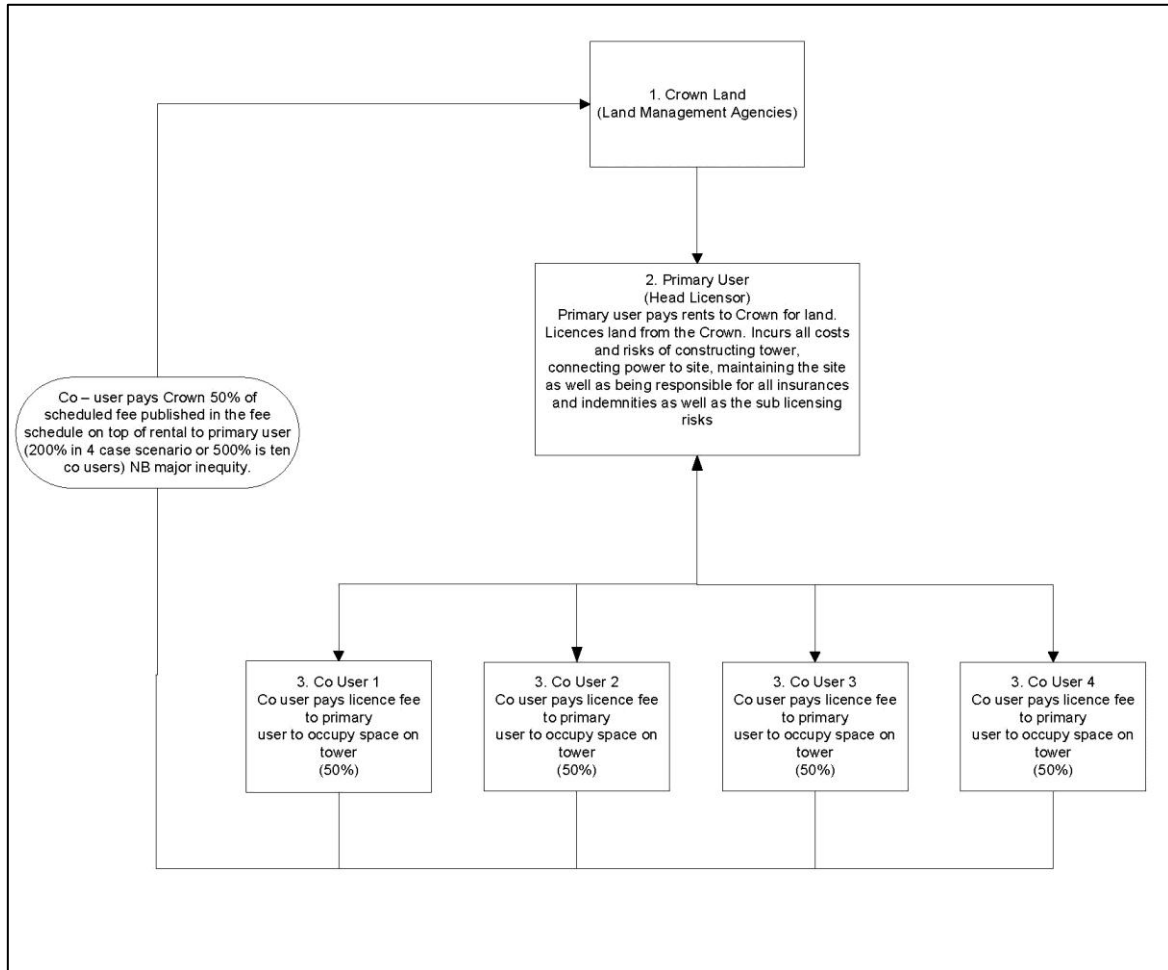 1. Crown Land
(Land Management Agencies)
2. Primary User
(Head Licensor)
Primary user pays rents to Crown for land.
Licences land from the Crown. Incurs all costs
and risks of constructing tower,
connecting power to site, maintaining the site
as well as being responsible for all insurances
and indemnities as well as the sub licensing
risks
Co – user pays Crown 50% of
scheduled fee published in the fee
schedule on top of rental to primary user
(200% in 4 case scenario or 500% is ten
co users) NB major inequity.
3. Co User 1
Co user pays licence fee
to primary
user to occupy space on
tower
(50%)
3. Co User 2
Co user pays licence fee
to primary
user to occupy space on
tower
(50%)
3. Co User 3
Co user pays licence fee
to primary
user to occupy space on
tower
(50%)
3. Co User 4
Co user pays licence fee
to primary
user to occupy space on
tower
(50%)